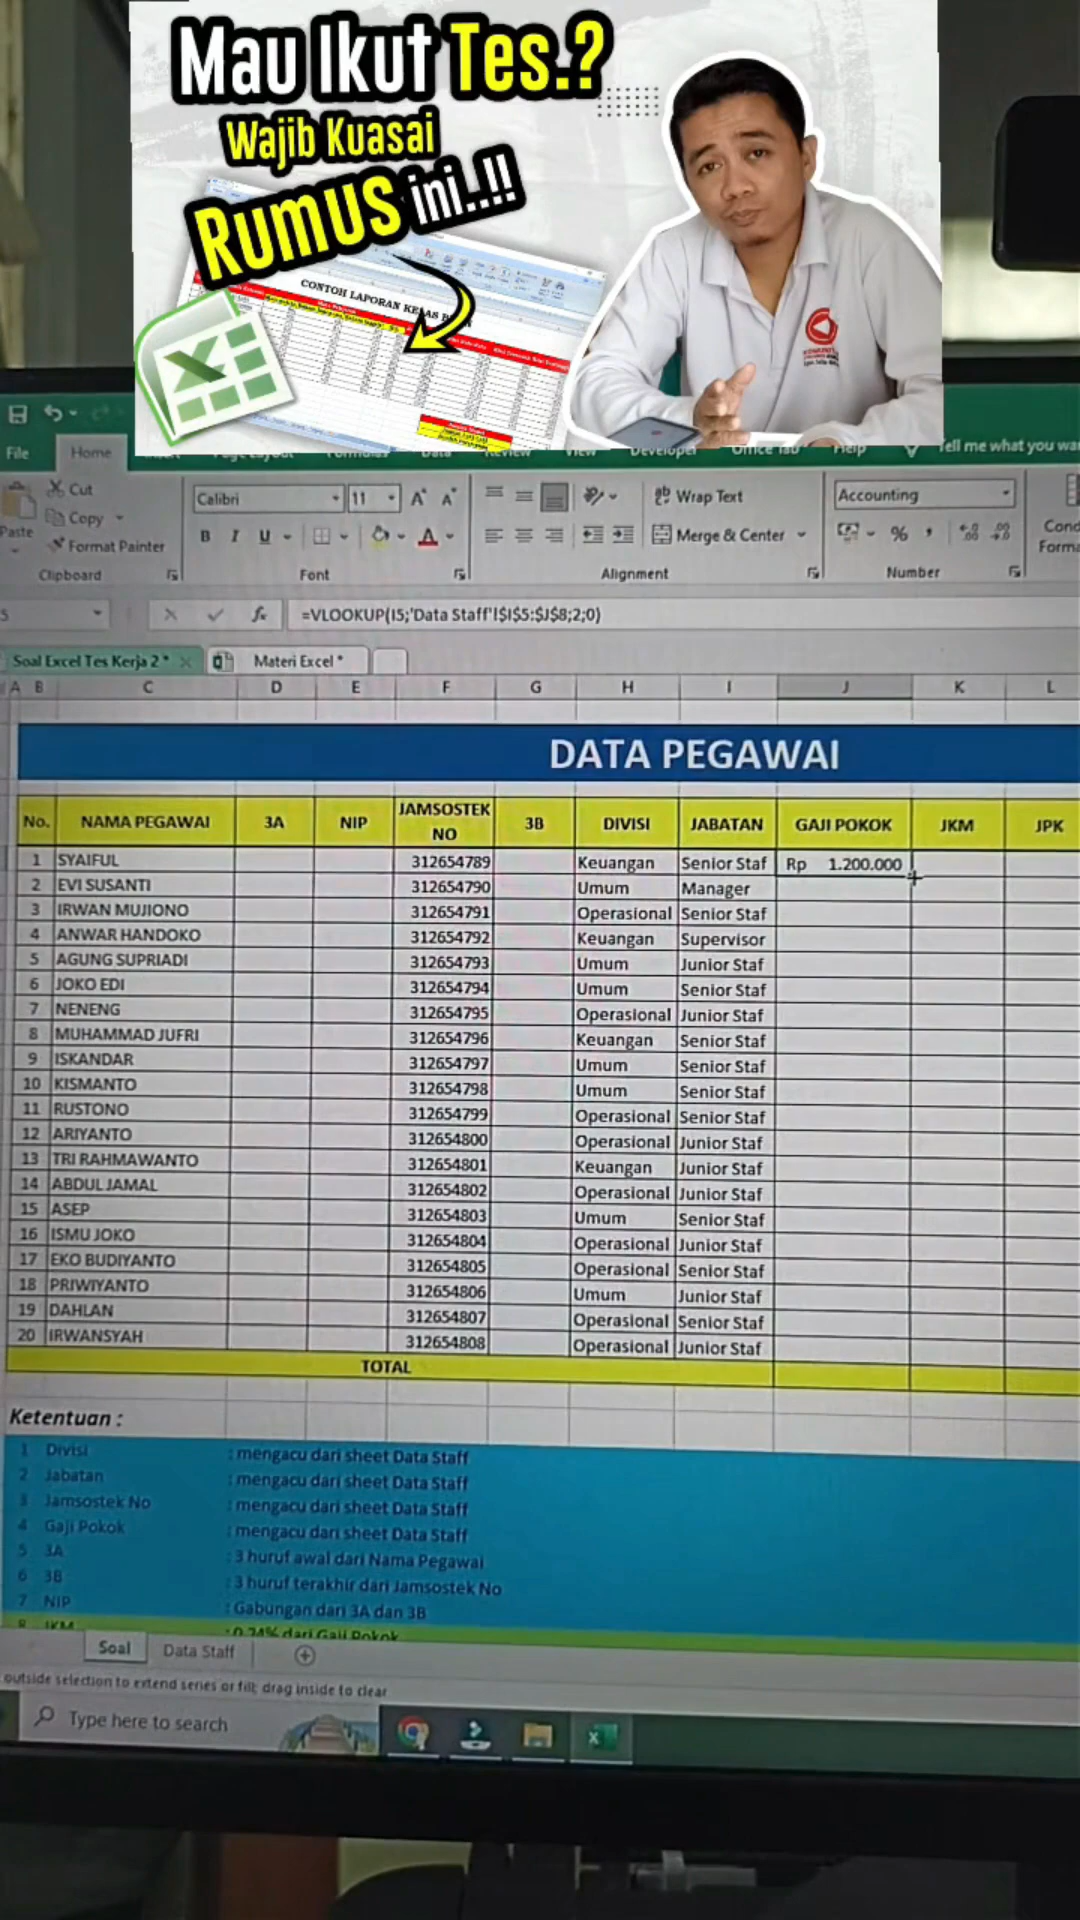 Mau Ikut Tes.?
Wajib Kuasai
Rumus ini..!!
CONTOH LAPORAN KELAS
File Home Developer Office Tab Help Tell me what you wan
Cut
Copy
Format Painter
Paste
Clipboard
Calibri 11
B I U
Font
Wrap Text
Merge & Center
Alignment
Accounting
%
Number
Cond
Forma
=VLOOKUP(I5;'Data Staff'!$I$5:$J$8;2;0)
Soal Excel Tes Kerja 2 * Materi Excel *
A B C D E F G H I J K L
DATA PEGAWAI
No. NAMA PEGAWAI 3A NIP JAMSOSTEK NO 3B DIVISI JABATAN GAJI POKOK JKM JPK
1 SYAIFUL 312654789 Keuangan Senior Staf Rp 1.200.000
2 EVI SUSANTI 312654790 Umum Manager
3 IRWAN MUJIONO 312654791 Operasional Senior Staf
4 ANWAR HANDOKO 312654792 Keuangan Supervisor
5 AGUNG SUPRIADI 312654793 Umum Junior Staf
6 JOKO EDI 312654794 Umum Senior Staf
7 NENENG 312654795 Operasional Junior Staf
8 MUHAMMAD JUFRI 312654796 Keuangan Senior Staf
9 ISKANDAR 312654797 Umum Senior Staf
10 KISMANTO 312654798 Umum Senior Staf
11 RUSTONO 312654799 Operasional Senior Staf
12 ARIYANTO 312654800 Operasional Junior Staf
13 TRI RAHMAWANTO 312654801 Keuangan Junior Staf
14 ABDUL JAMAL 312654802 Operasional Junior Staf
15 ASEP 312654803 Umum Senior Staf
16 ISMU JOKO 312654804 Operasional Junior Staf
17 EKO BUDIYANTO 312654805 Operasional Senior Staf
18 PRIWIYANTO 312654806 Umum Junior Staf
19 DAHLAN 312654807 Operasional Senior Staf
20 IRWANSYAH 312654808 Operasional Junior Staf
TOTAL
Ketentuan :
1 Divisi : mengacu dari sheet Data Staff
2 Jabatan : mengacu dari sheet Data Staff
3 Jamsostek No : mengacu dari sheet Data Staff
4 Gaji Pokok : mengacu dari sheet Data Staff
5 3A : 3 huruf awal dari Nama Pegawai
6 3B : 3 huruf terakhir dari Jamsostek No
7 NIP : Gabungan dari 3A dan 3B
8 JKM : 0,24% dari Gaji Pokok
Soal Data Staff
outside selection to extend series or fill; drag inside to clear
Type here to search